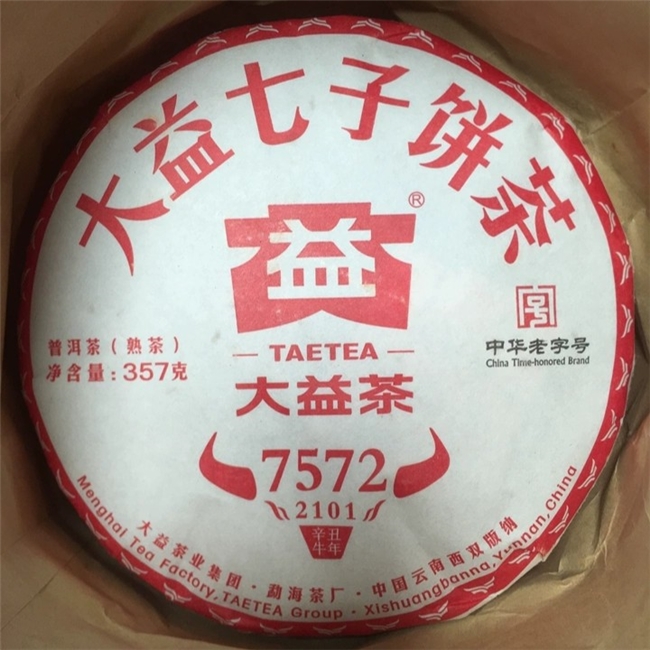 大益七子饼茶
益®
TAETEA
大益茶
普洱茶(熟茶)
净含量:357克
号
中华老字号
China Time-honored Brand
7572
2101
辛丑
牛年
大益茶业集团·勐海茶厂·中国云南西双版纳
Menghai Tea Factory,TAETEA Group·Xishuangbanna,Yunnan,China